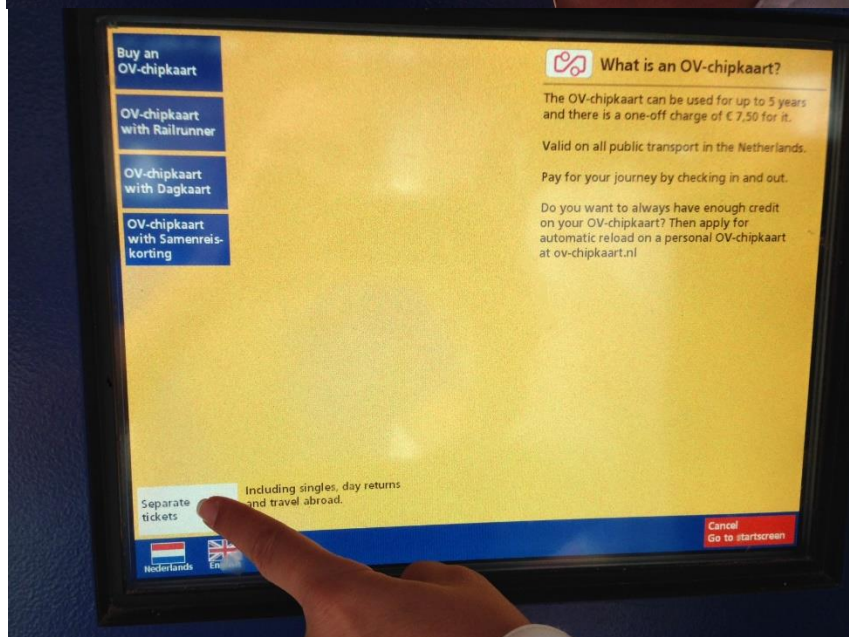 Buy an
OV-chipkaart
OV-chipkaart
with Railrunner
OV-chipkaart
with Dagkaart
OV-chipkaart
with Samenreis-
korting
What is an OV-chipkaart?
The OV-chipkaart can be used for up to 5 years
and there is a one-off charge of € 7,50 for it.
Valid on all public transport in the Netherlands.
Pay for your journey by checking in and out.
Do you want to always have enough credit
on your OV-chipkaart? Then apply for
automatic reload on a personal OV-chipkaart
at ov-chipkaart.nl
Separate
tickets
Including singles, day returns
and travel abroad.
Cancel
Go to startscreen
Nederlands